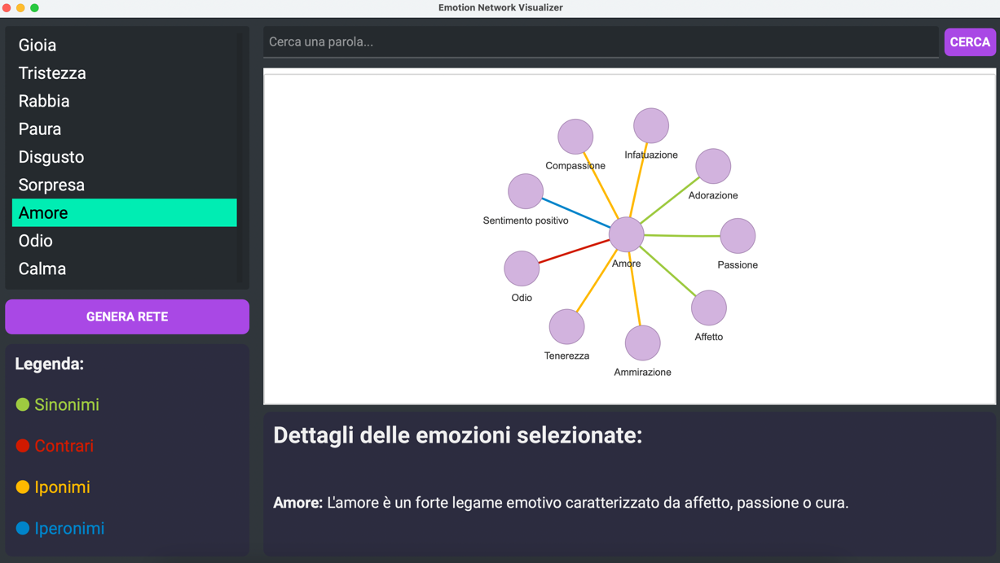 Emotion Network Visualizer
Gioia
Tristezza
Rabbia
Paura
Disgusto
Sorpresa
Amore
Odio
Calma
GENERA RETE
Legenda:
Sinonimi
Contrari
Iponimi
Iperonimi
Cerca una parola...
CERCA
Infatuazione
Compassione
Adorazione
Sentimento positivo
Amore
Passione
Odio
Affetto
Tenerezza
Ammirazione
Dettagli delle emozioni selezionate:
Amore: L'amore è un forte legame emotivo caratterizzato da affetto, passione o cura.